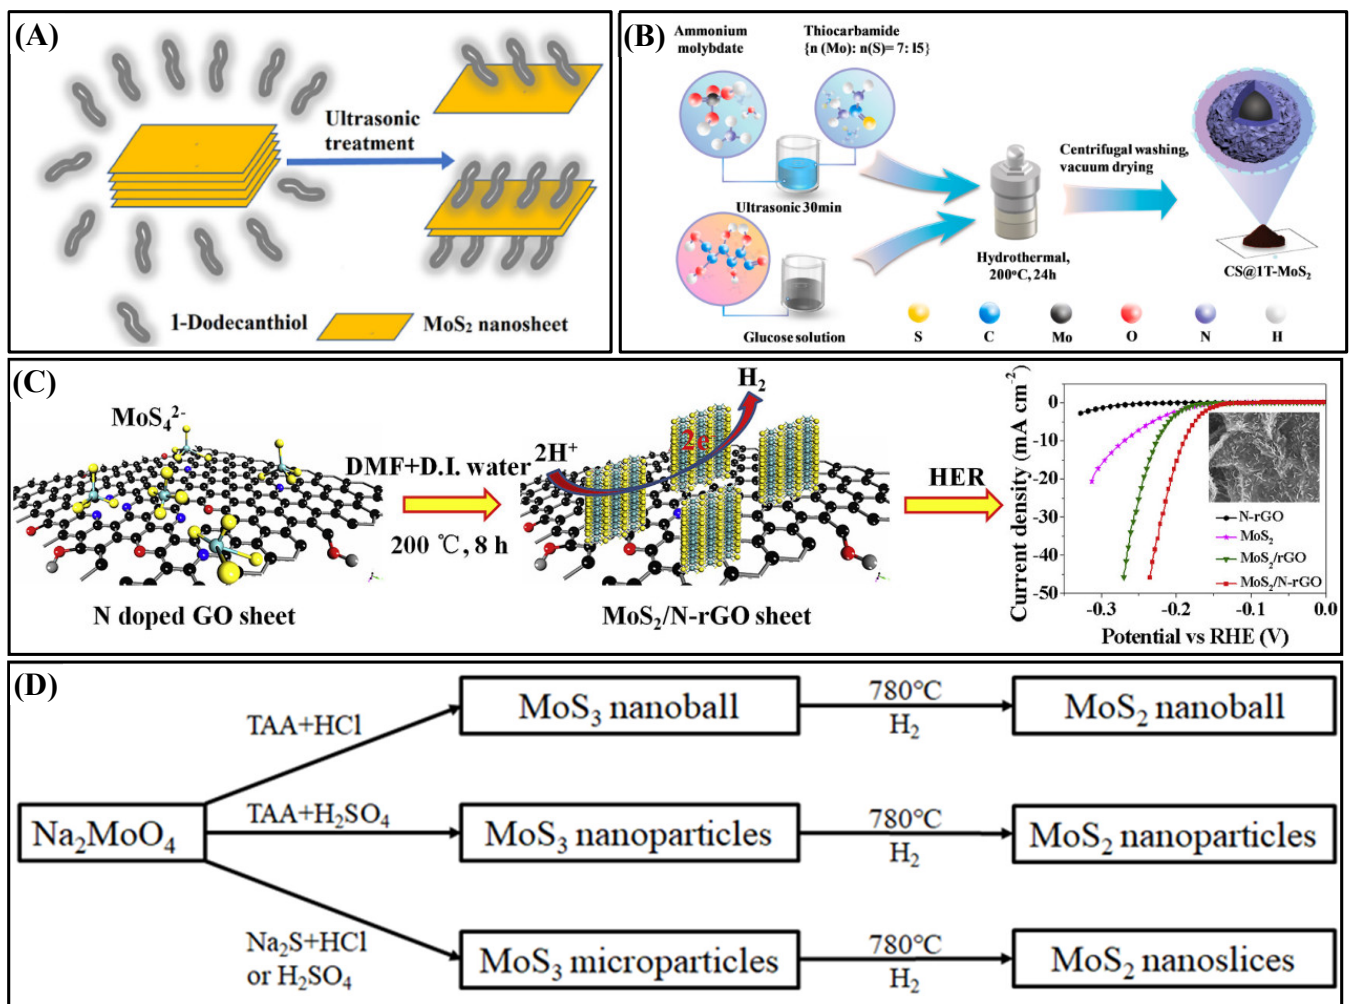 (A)
Ultrasonic
treatment
1-Dodecanthiol
MoS₂ nanosheet
(B)
Ammonium
molybdate
Thiocarbamide
{n (Mo): n(S)= 7: 15}
Ultrasonic 30min
Glucose solution
Hydrothermal,
200°C, 24h
Centrifugal washing,
vacuum drying
CS@1T-MoS₂
S C Mo O N H
(C)
MoS₄²⁻
N doped GO sheet
DMF+D.I. water
200 ℃, 8 h
2H⁺
2e
H₂
MoS₂/N-rGO sheet
HER
Current density (mA cm⁻²)
0
-10
-20
-30
-40
-50
N-rGO
MoS₂
MoS₂/rGO
MoS₂/N-rGO
-0.3 -0.2 -0.1 0.0
Potential vs RHE (V)
(D)
Na₂MoO₄
TAA+HCl
MoS₃ nanoball
780°C
H₂
MoS₂ nanoball
TAA+H₂SO₄
MoS₃ nanoparticles
780°C
H₂
MoS₂ nanoparticles
Na₂S+HCl
or H₂SO₄
MoS₃ microparticles
780°C
H₂
MoS₂ nanoslices